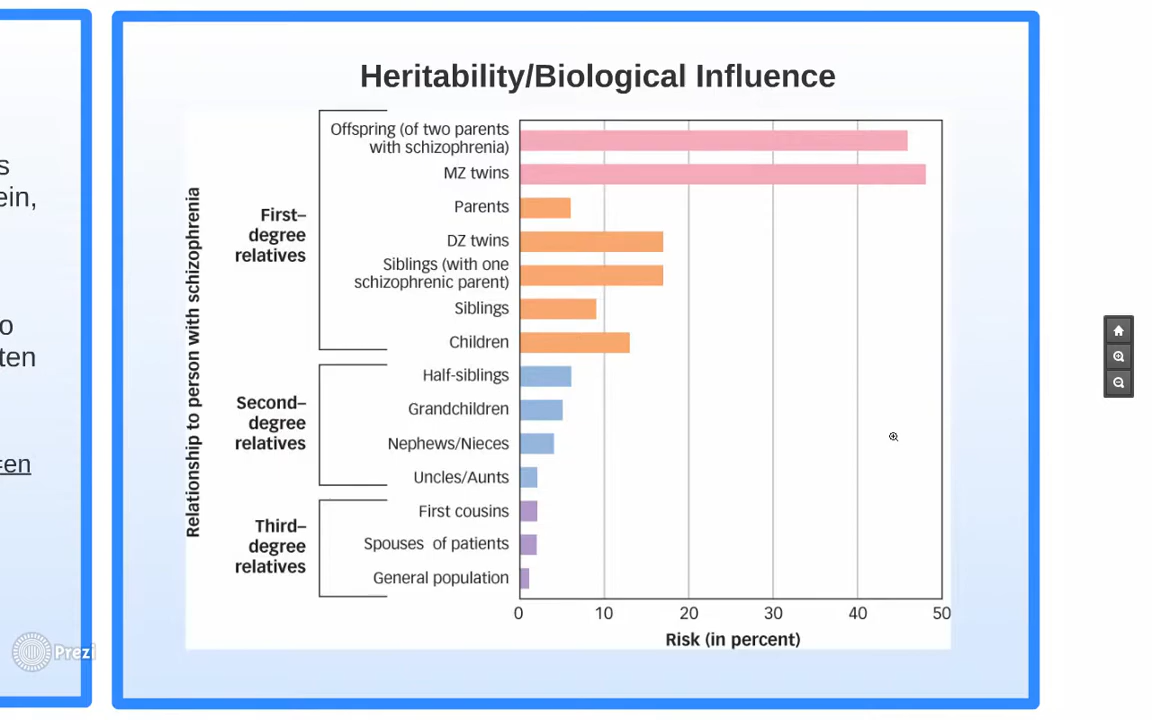 s
ein,
o
ten
=en
Heritability/Biological Influence
Relationship to person with schizophrenia
First–
degree
relatives
Offspring (of two parents
with schizophrenia)
MZ twins
Parents
DZ twins
Siblings (with one
schizophrenic parent)
Siblings
Children
Second–
degree
relatives
Half-siblings
Grandchildren
Nephews/Nieces
Uncles/Aunts
Third–
degree
relatives
First cousins
Spouses of patients
General population
0 10 20 30 40 50
Risk (in percent)
Prezi